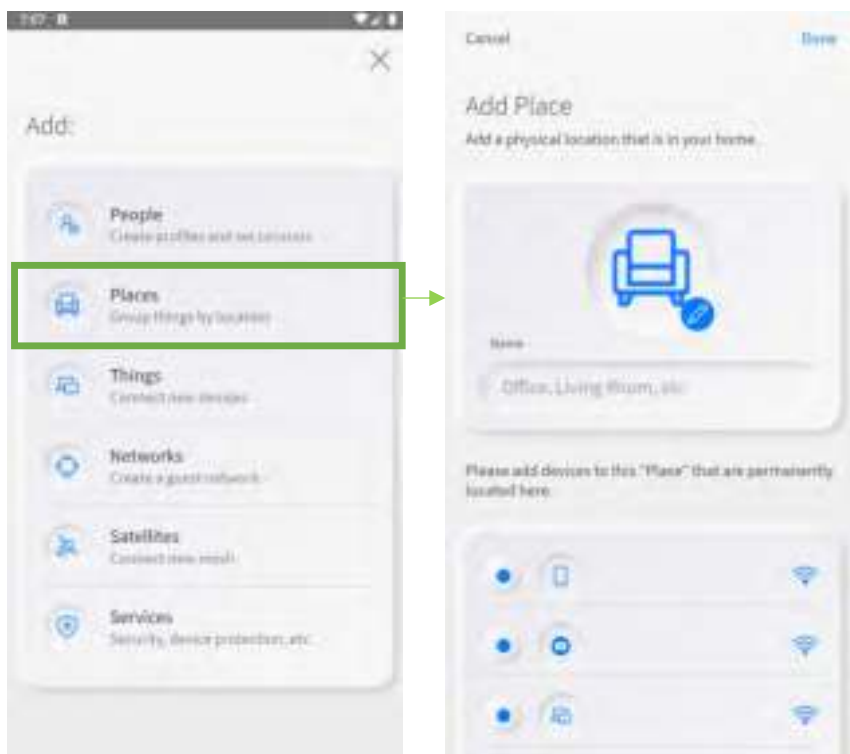 7:07
Add:
People
Create profiles and set
Places
Group things by location
Things
Connect new devices
Networks
Create a guest network
Satellites
Connect new mesh
Services
Security, device protection, etc.
Cancel
Done
Add Place
Add a physical location that is in your home.
Name
Office, Living Room, etc.
Please add devices to this "Place" that are permanently
located here.